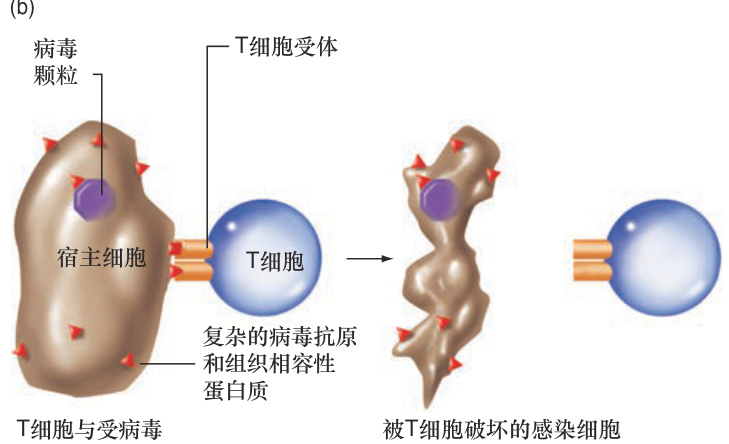 (b)
病毒
颗粒
T细胞受体
宿主细胞
T细胞
复杂的病毒抗原
和组织相容性
蛋白质
T细胞与受病毒
被T细胞破坏的感染细胞